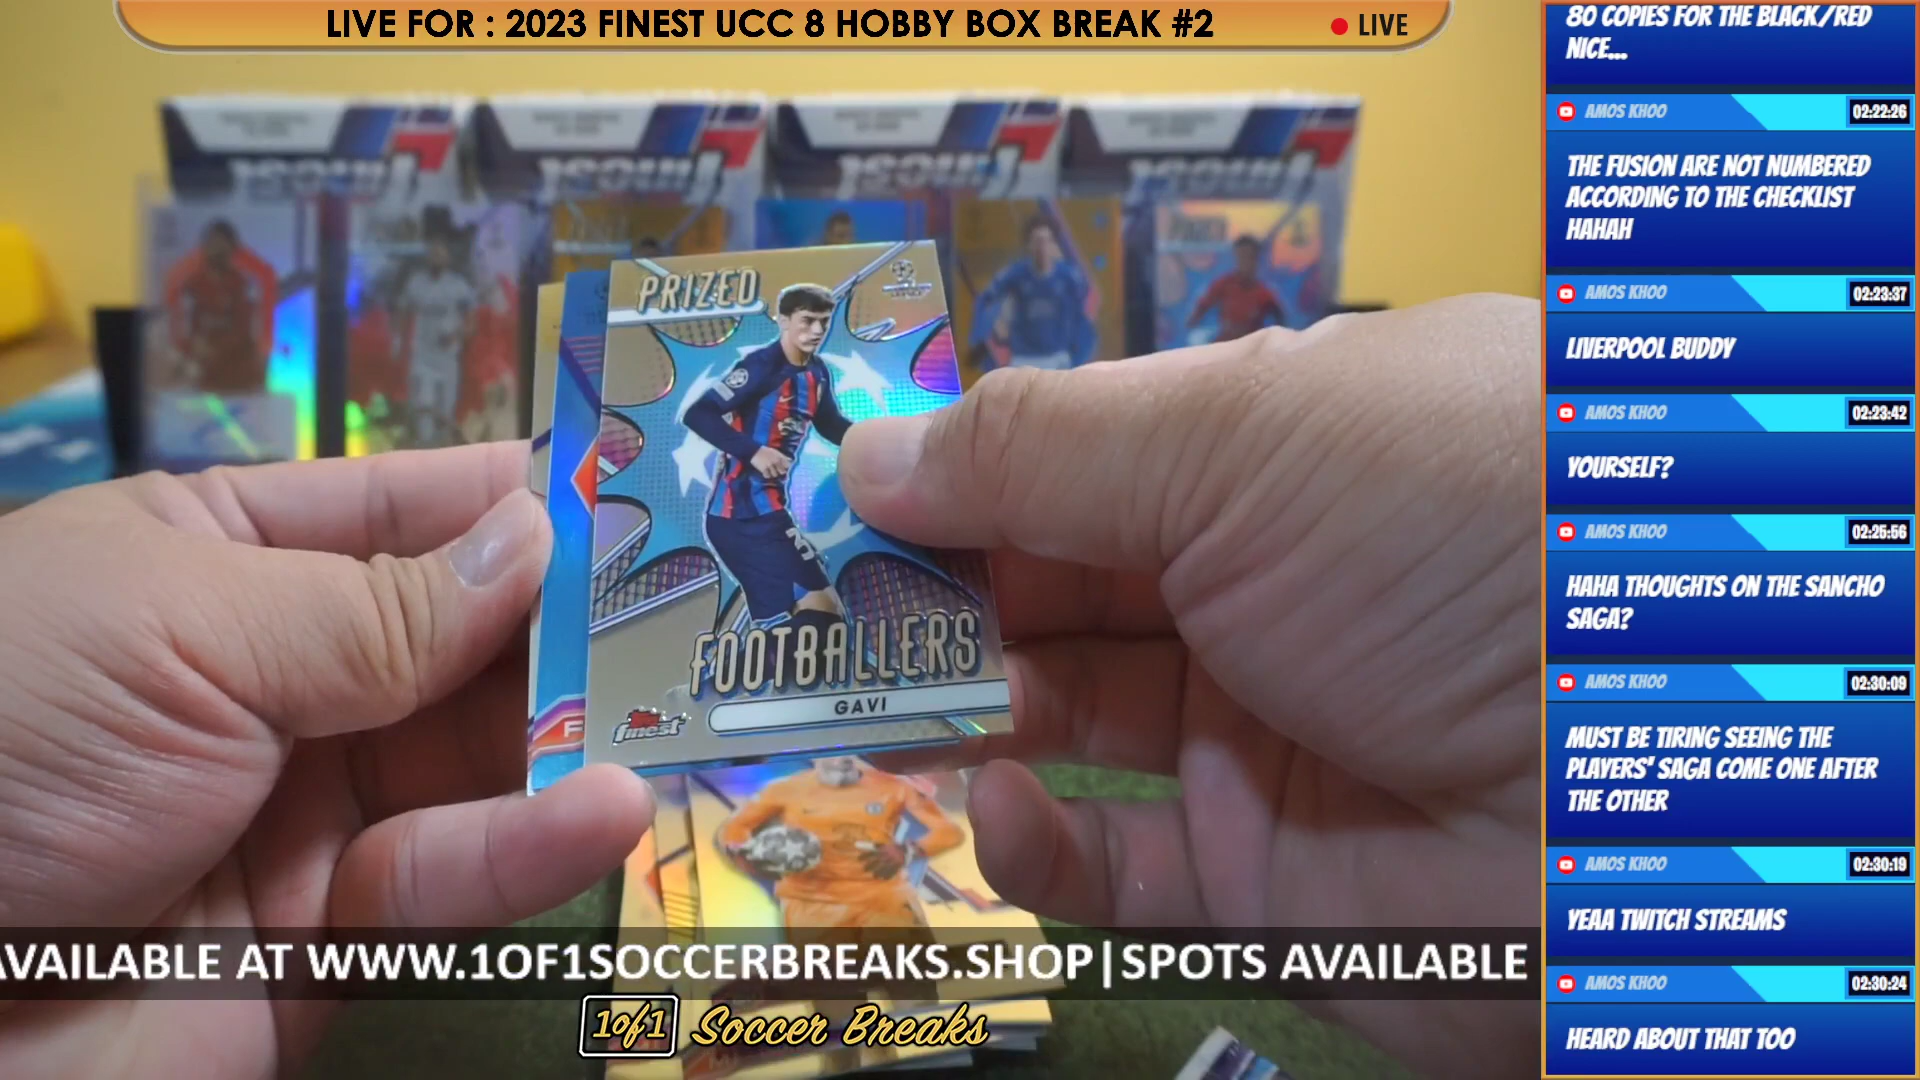 LIVE FOR : 2023 FINEST UCC 8 HOBBY BOX BREAK #2
LIVE
PRIZED
FOOTBALLERS
GAVI
Topps
finest
F
AVAILABLE AT WWW.1OF1SOCCERBREAKS.SHOP|SPOTS AVAILABLE
1of1 Soccer Breaks
80 COPIES FOR THE BLACK/RED
NICE...
AMOS KHOO 02:22:26
THE FUSION ARE NOT NUMBERED
ACCORDING TO THE CHECKLIST
HAHAH
AMOS KHOO 02:23:37
LIVERPOOL BUDDY
AMOS KHOO 02:23:42
YOURSELF?
AMOS KHOO 02:25:56
HAHA THOUGHTS ON THE SANCHO
SAGA?
AMOS KHOO 02:30:09
MUST BE TIRING SEEING THE
PLAYERS' SAGA COME ONE AFTER
THE OTHER
AMOS KHOO 02:30:19
YEAA TWITCH STREAMS
AMOS KHOO 02:30:24
HEARD ABOUT THAT TOO